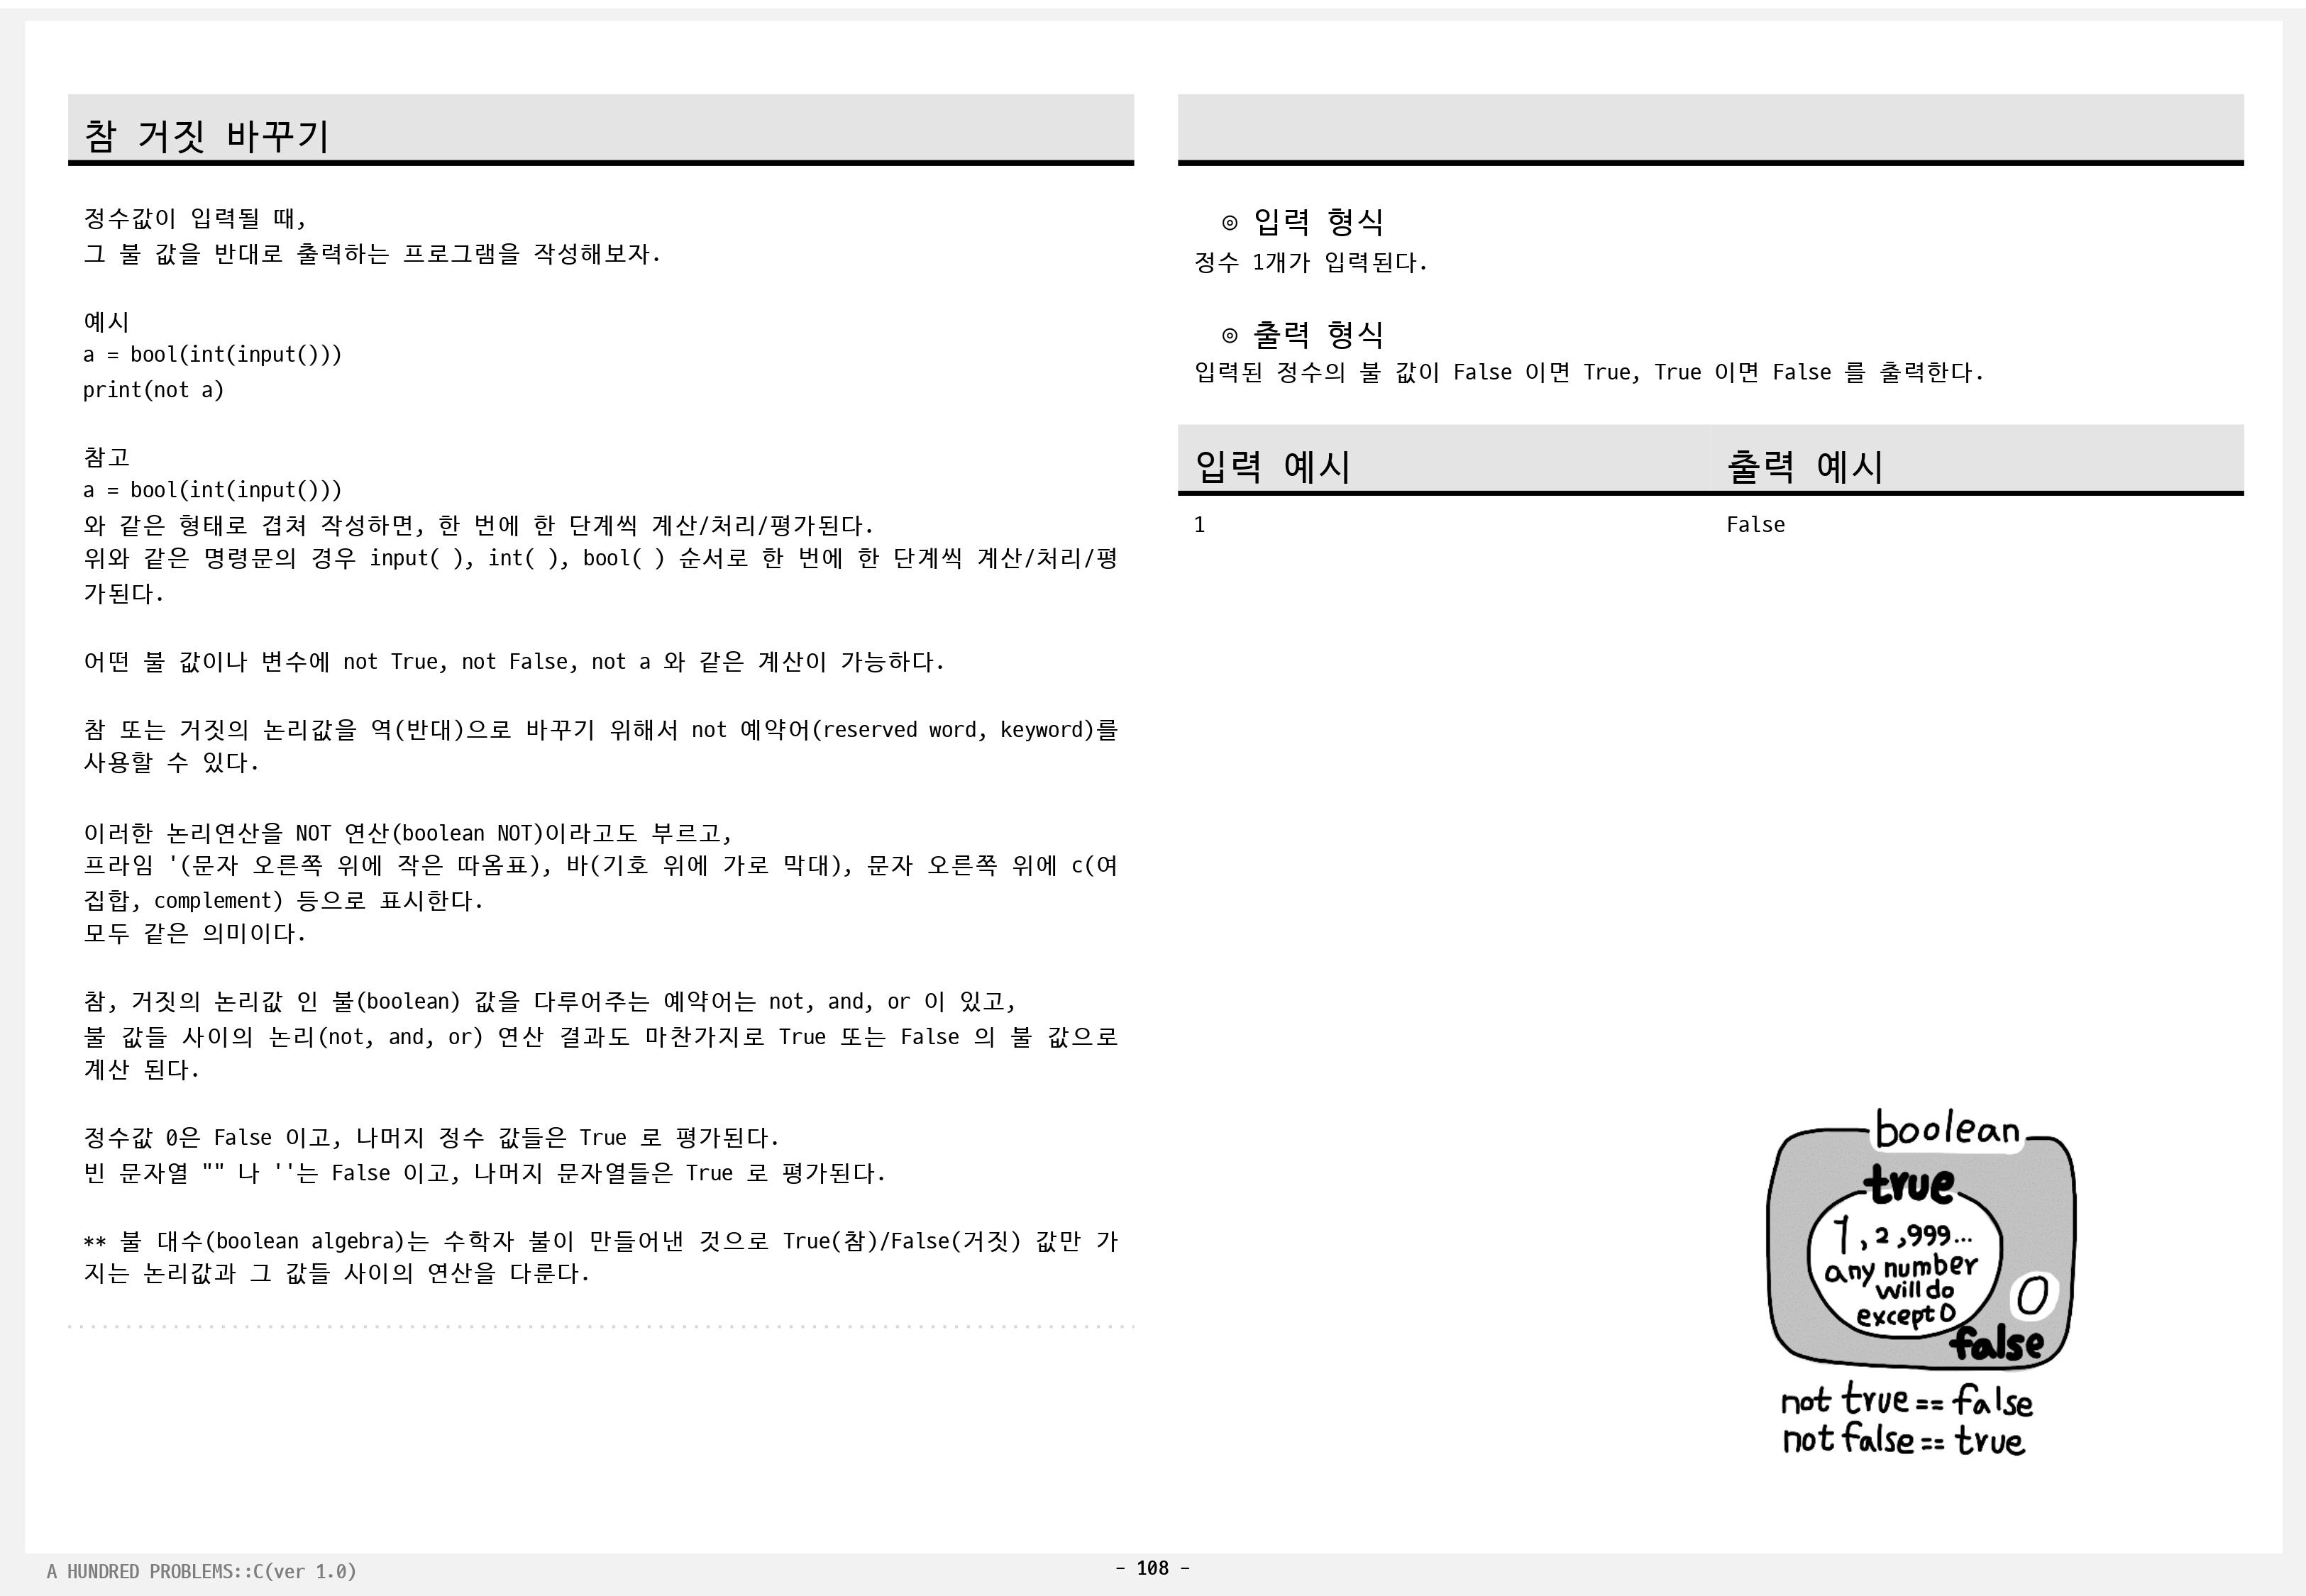 참 거짓 바꾸기
정수값이 입력될 때,
그 불 값을 반대로 출력하는 프로그램을 작성해보자.
예시
a = bool(int(input()))
print(not a)
참고
a = bool(int(input()))
와 같은 형태로 겹쳐 작성하면, 한 번에 한 단계씩 계산/처리/평가된다.
위와 같은 명령문의 경우 input( ), int( ), bool( ) 순서로 한 번에 한 단계씩 계산/처리/평
가된다.
어떤 불 값이나 변수에 not True, not False, not a 와 같은 계산이 가능하다.
참 또는 거짓의 논리값을 역(반대)으로 바꾸기 위해서 not 예약어(reserved word, keyword)를
사용할 수 있다.
이러한 논리연산을 NOT 연산(boolean NOT)이라고도 부르고,
프라임 '(문자 오른쪽 위에 작은 따옴표), 바(기호 위에 가로 막대), 문자 오른쪽 위에 c(여
집합, complement) 등으로 표시한다.
모두 같은 의미이다.
참, 거짓의 논리값 인 불(boolean) 값을 다루어주는 예약어는 not, and, or 이 있고,
불 값들 사이의 논리(not, and, or) 연산 결과도 마찬가지로 True 또는 False 의 불 값으로
계산 된다.
정수값 0은 False 이고, 나머지 정수 값들은 True 로 평가된다.
빈 문자열 "" 나 ''는 False 이고, 나머지 문자열들은 True 로 평가된다.
** 불 대수(boolean algebra)는 수학자 불이 만들어낸 것으로 True(참)/False(거짓) 값만 가
지는 논리값과 그 값들 사이의 연산을 다룬다.
◎ 입력 형식
정수 1개가 입력된다.
◎ 출력 형식
입력된 정수의 불 값이 False 이면 True, True 이면 False 를 출력한다.
입력 예시 출력 예시
1 False
boolean
true
1, 2, 999...
any number
will do
except 0
0
false
not true == false
not false == true
A HUNDRED PROBLEMS::C(ver 1.0)
- 108 -